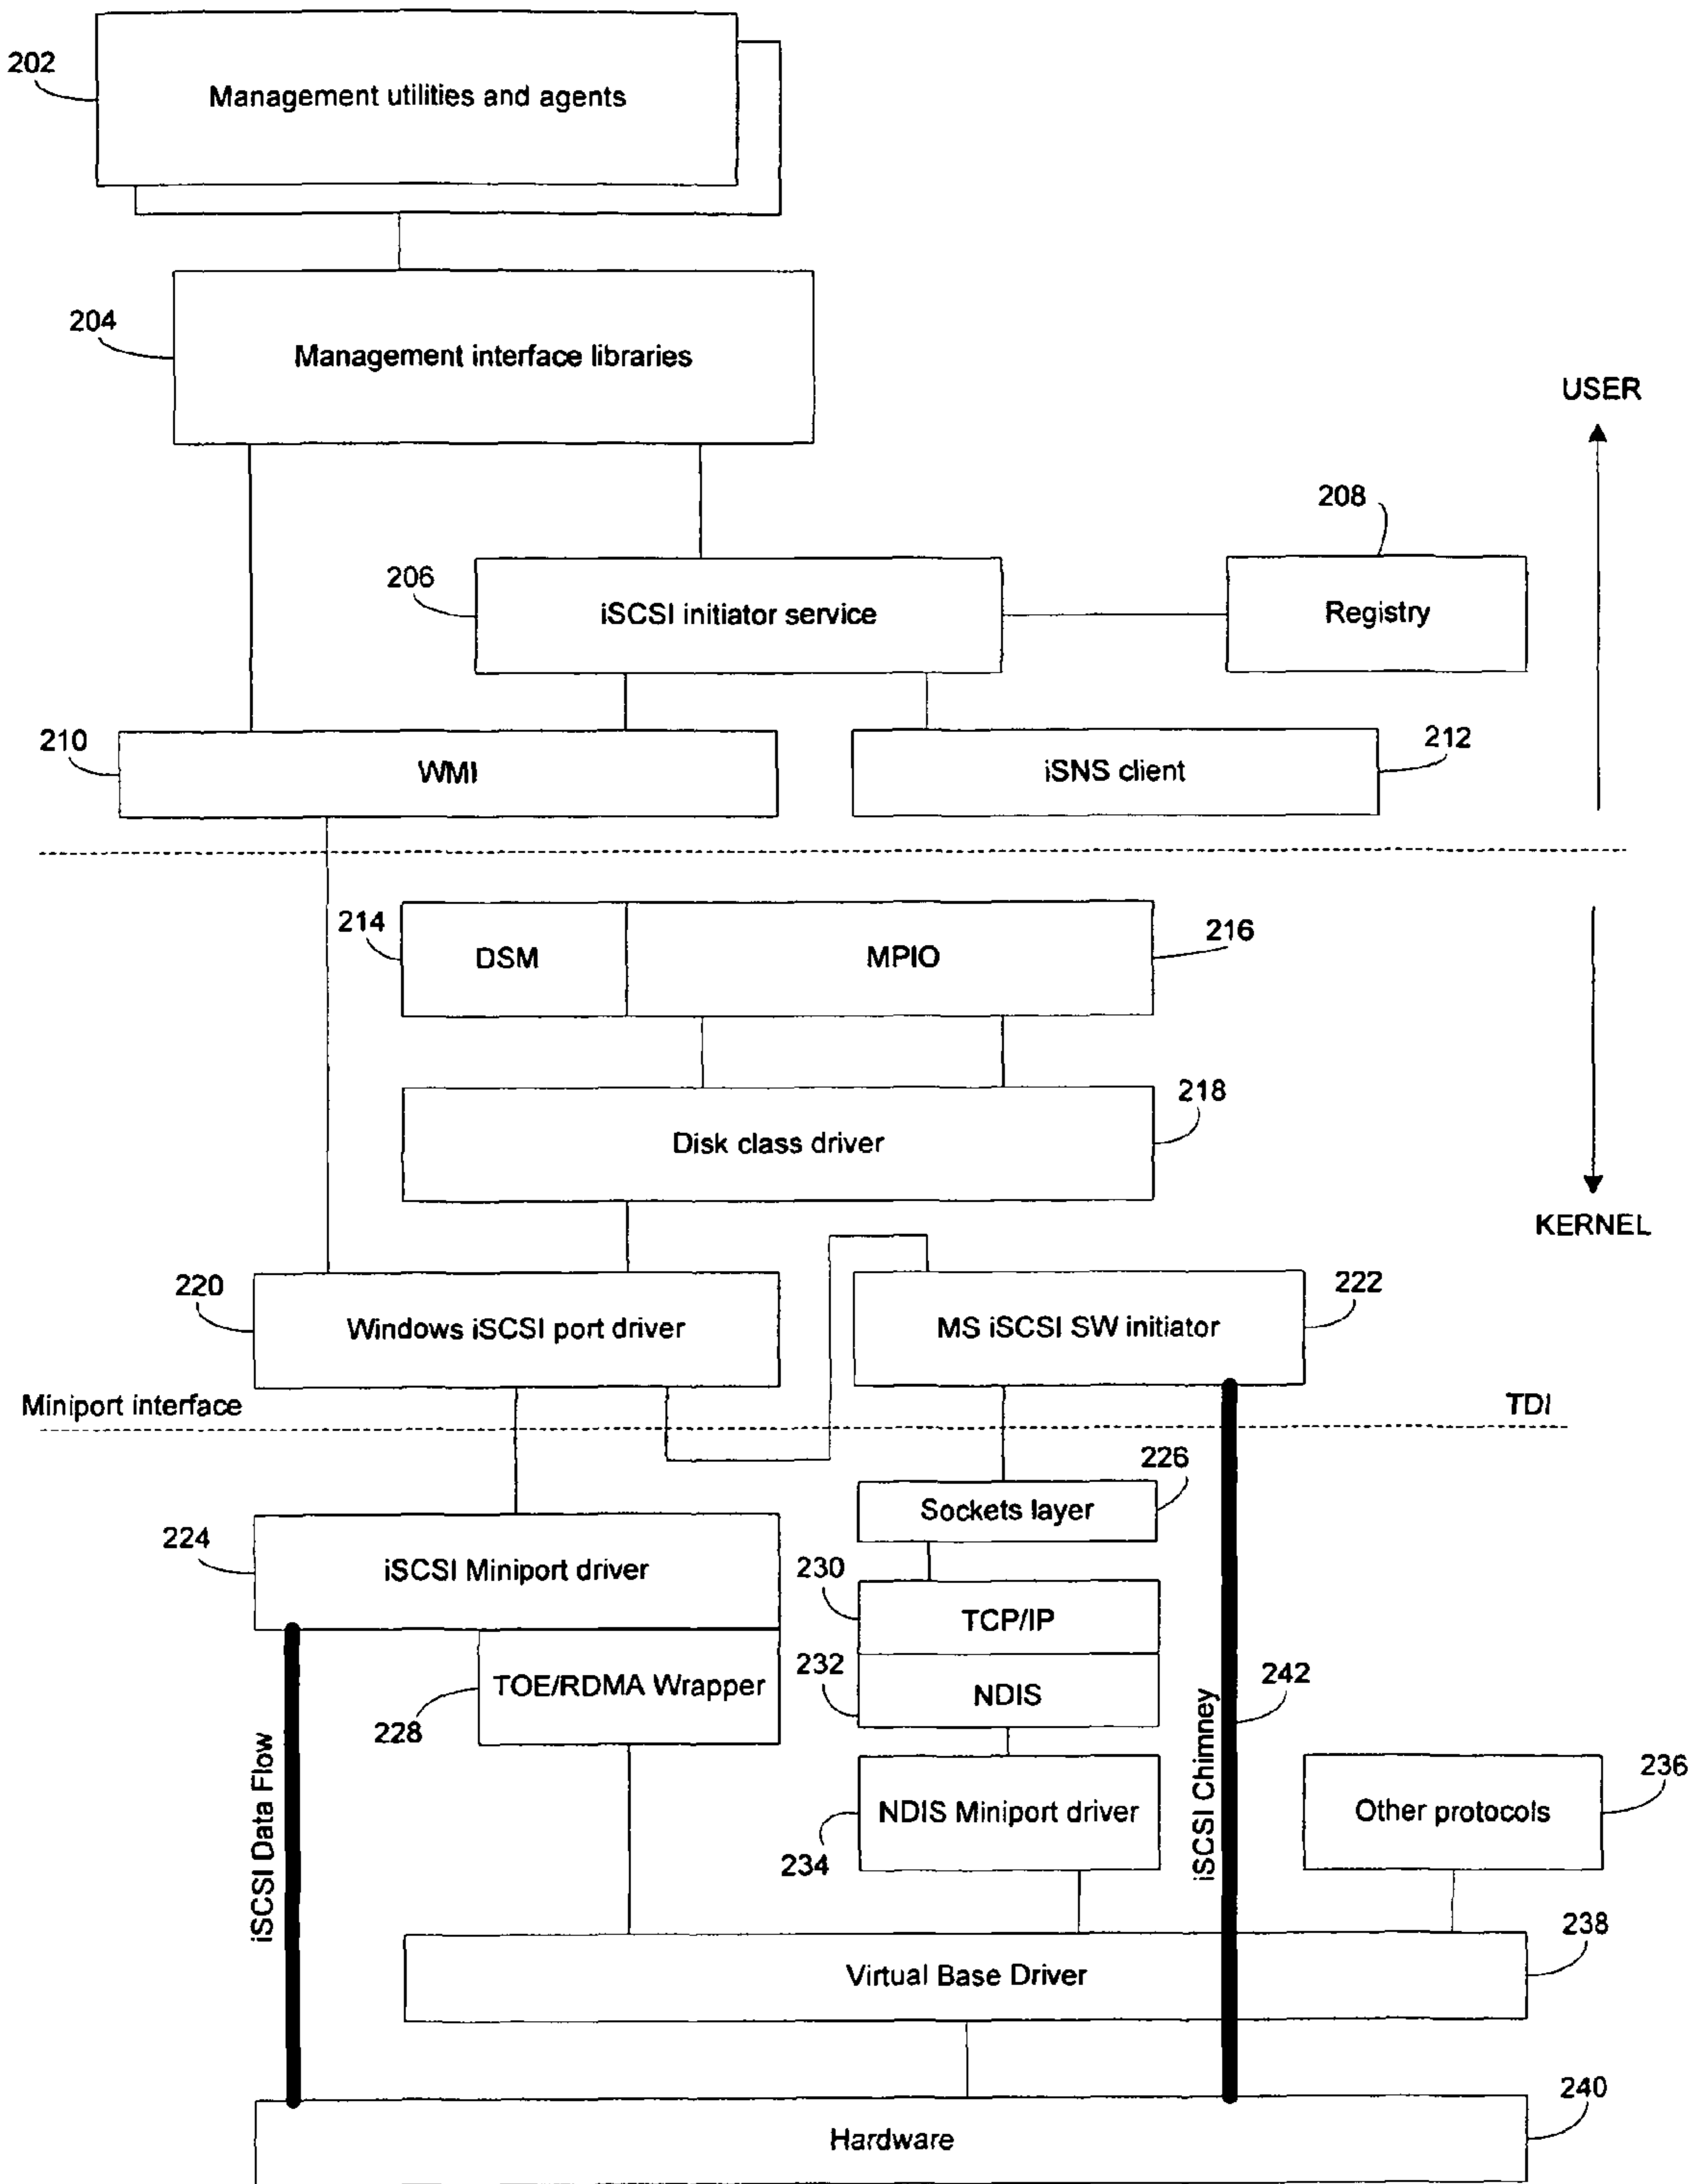 202
Management utilities and agents
204
Management interface libraries
USER
208
206
iSCSI initiator service
Registry
210
WMI
iSNS client
212
214
DSM
MPIO
216
218
Disk class driver
KERNEL
220
Windows iSCSI port driver
MS iSCSI SW initiator
222
Miniport interface
TDI
226
Sockets layer
224
iSCSI Miniport driver
230
TCP/IP
232
TOE/RDMA Wrapper
NDIS
228
242
iSCSI Data Flow
iSCSI Chimney
236
NDIS Miniport driver
Other protocols
234
238
Virtual Base Driver
240
Hardware